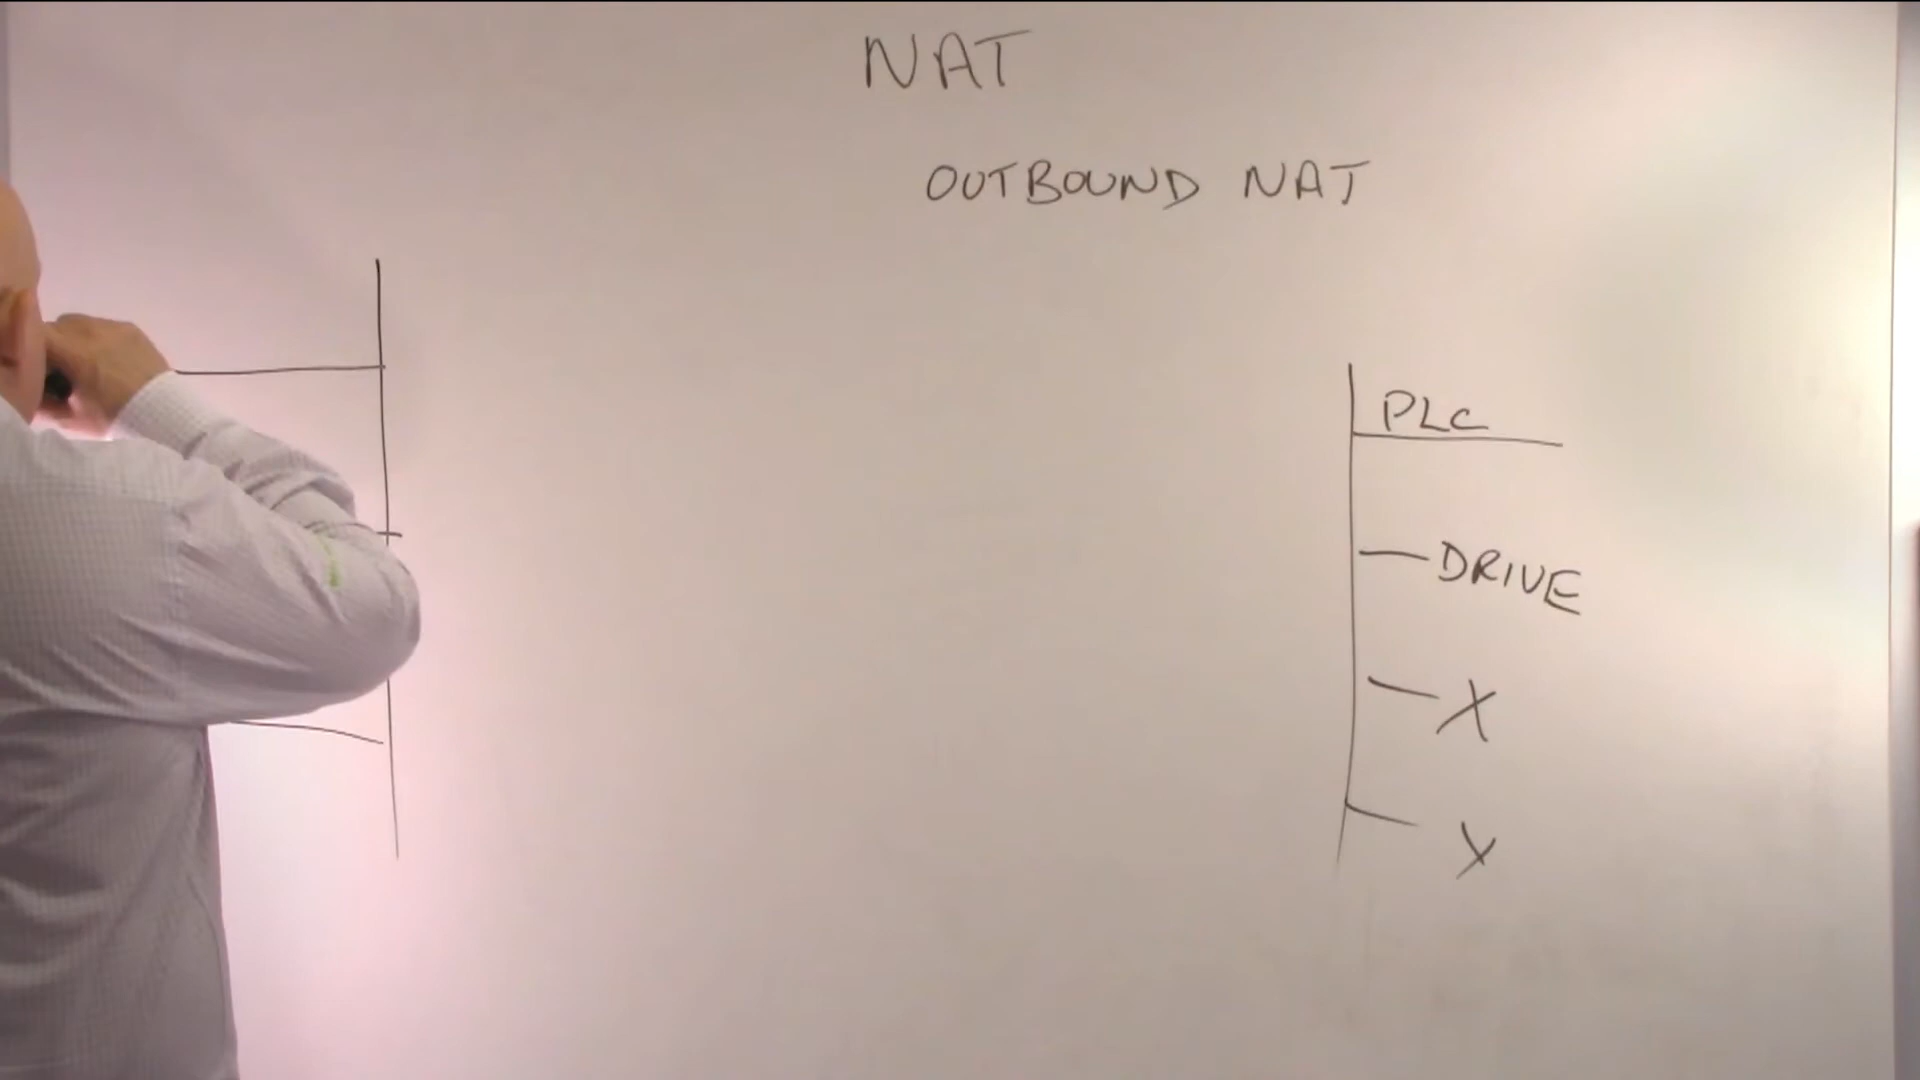 NAT
OUTBOUND NAT
PLC
DRIVE
X
Y